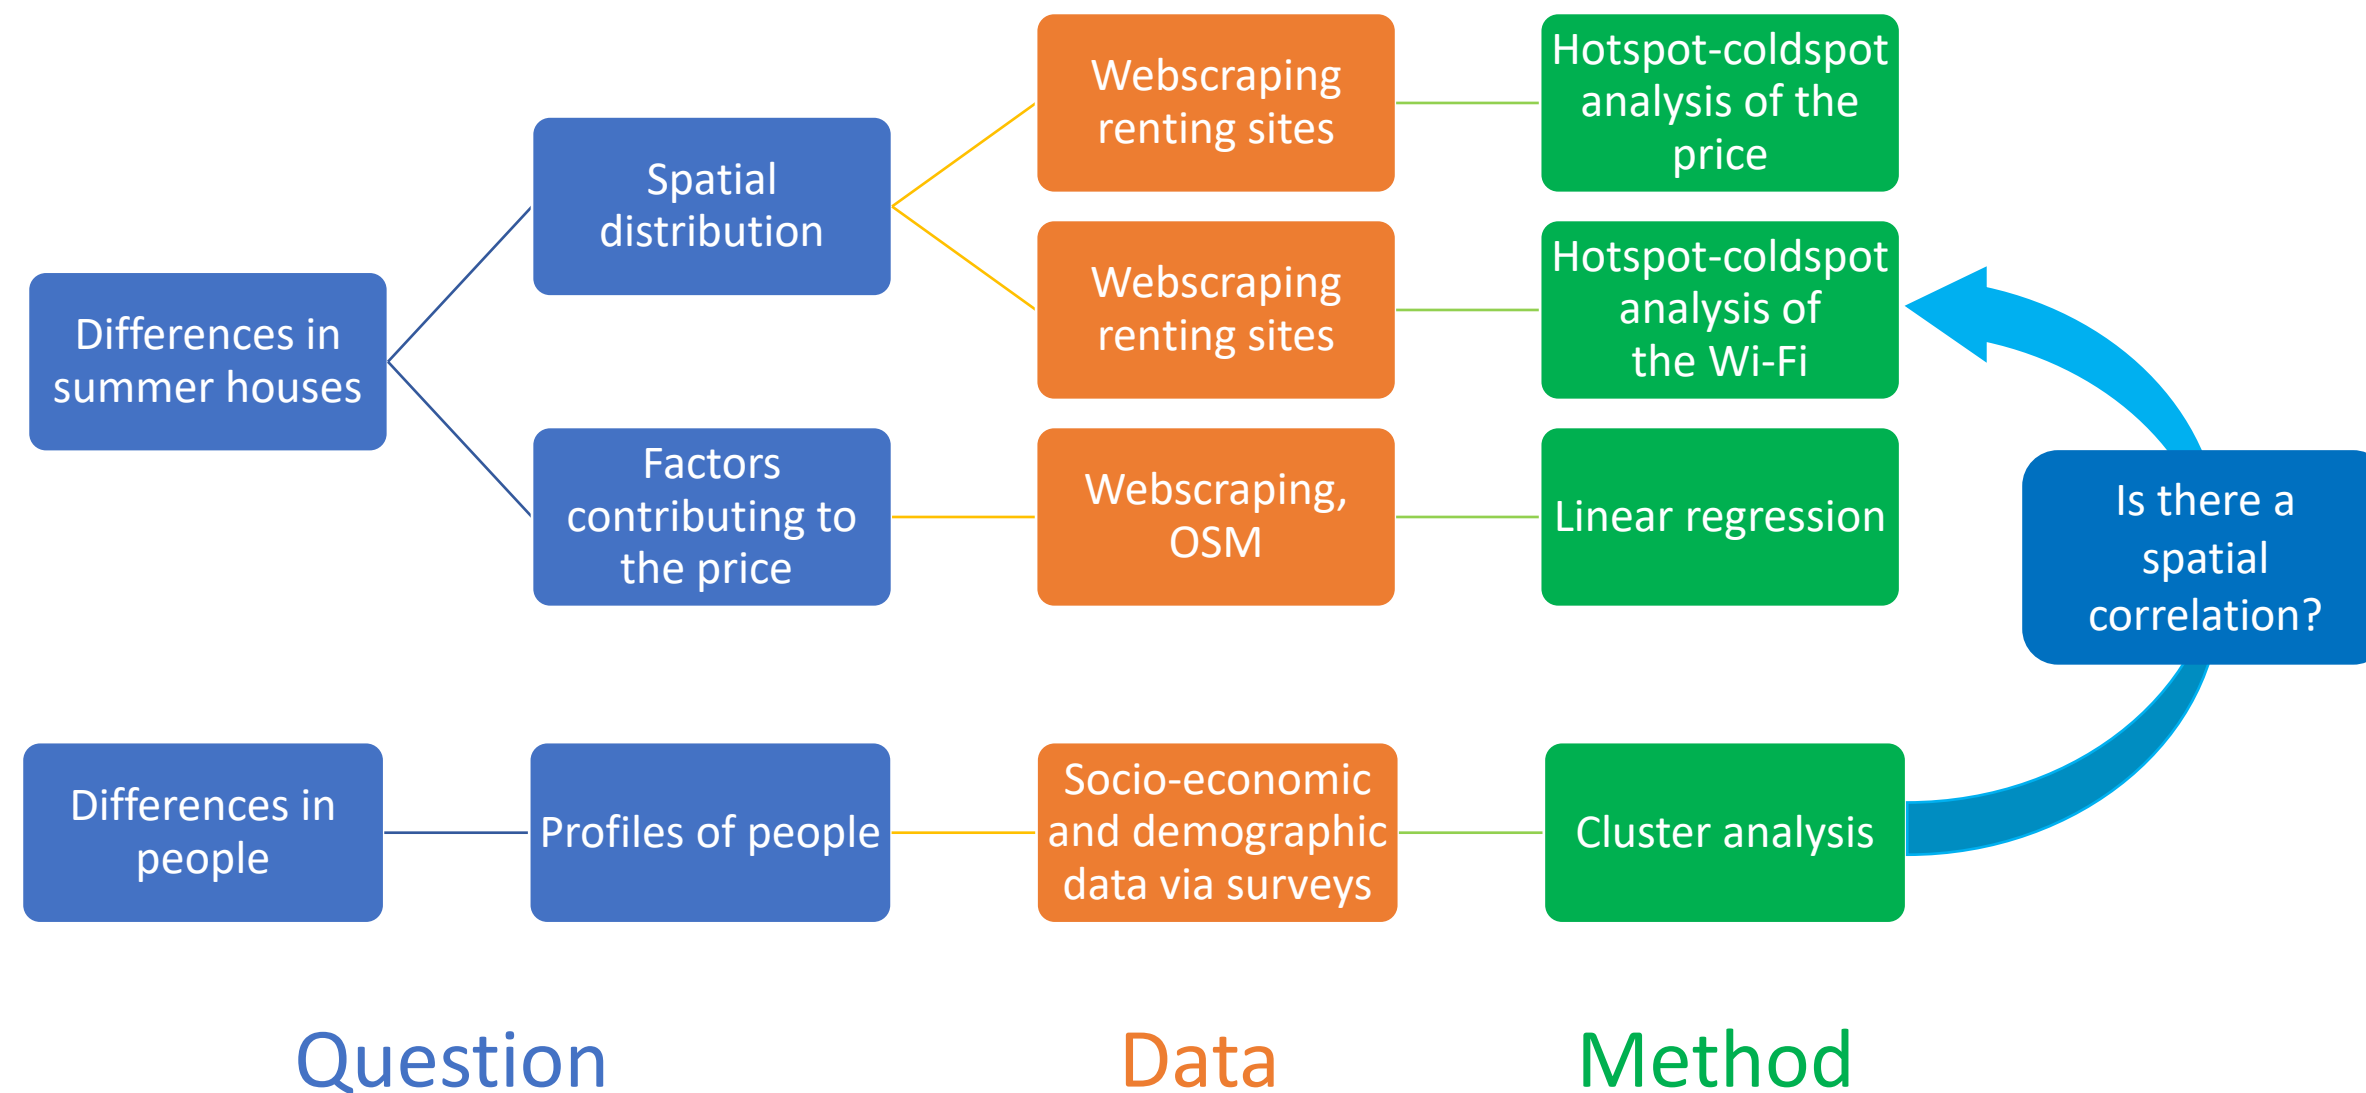 Differences in
summer houses
Spatial
distribution
Factors
contributing to
the price
Webscraping
renting sites
Webscraping
renting sites
Webscraping,
OSM
Hotspot-coldspot
analysis of the
price
Hotspot-coldspot
analysis of
the Wi-Fi
Linear regression
Is there a
spatial
correlation?
Differences in
people
Profiles of people
Socio-economic
and demographic
data via surveys
Cluster analysis
Question
Data
Method